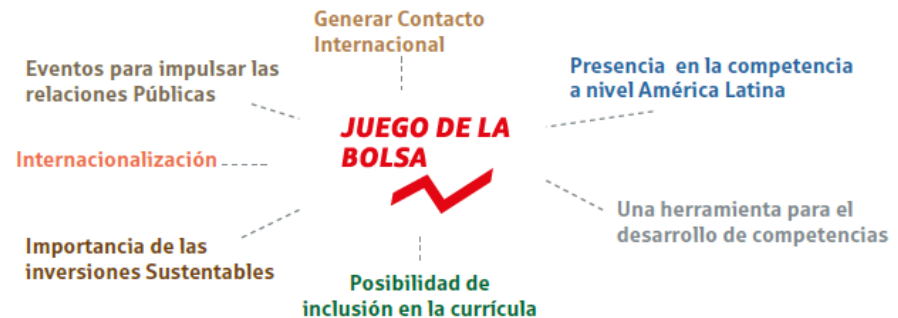 Generar Contacto
Internacional
Eventos para impulsar las
relaciones Públicas
Presencia en la competencia
a nivel América Latina
JUEGO DE LA
BOLSA
Internacionalización
Una herramienta para el
desarrollo de competencias
Importancia de las
inversiones Sustentables
Posibilidad de
inclusión en la currícula